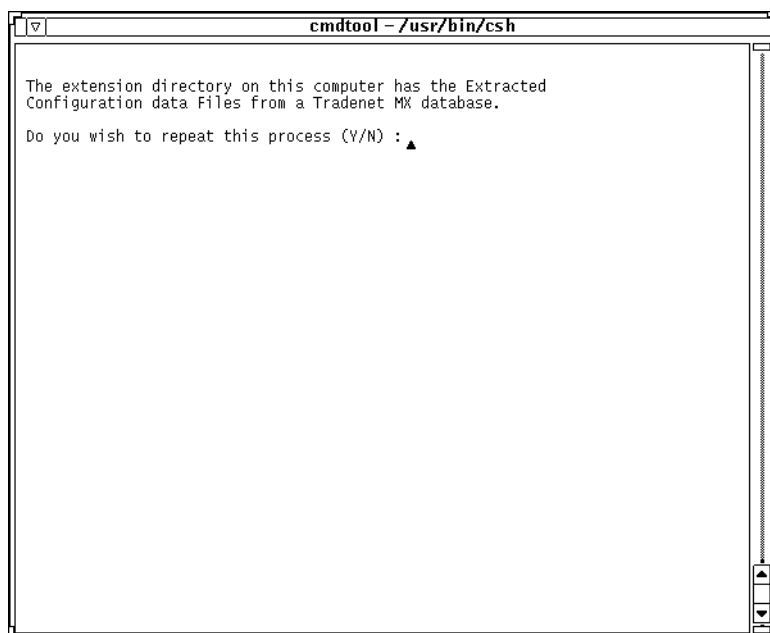 cmdtool – /usr/bin/csh
The extension directory on this computer has the Extracted
Configuration data Files from a Tradenet MX database.
Do you wish to repeat this process (Y/N) :